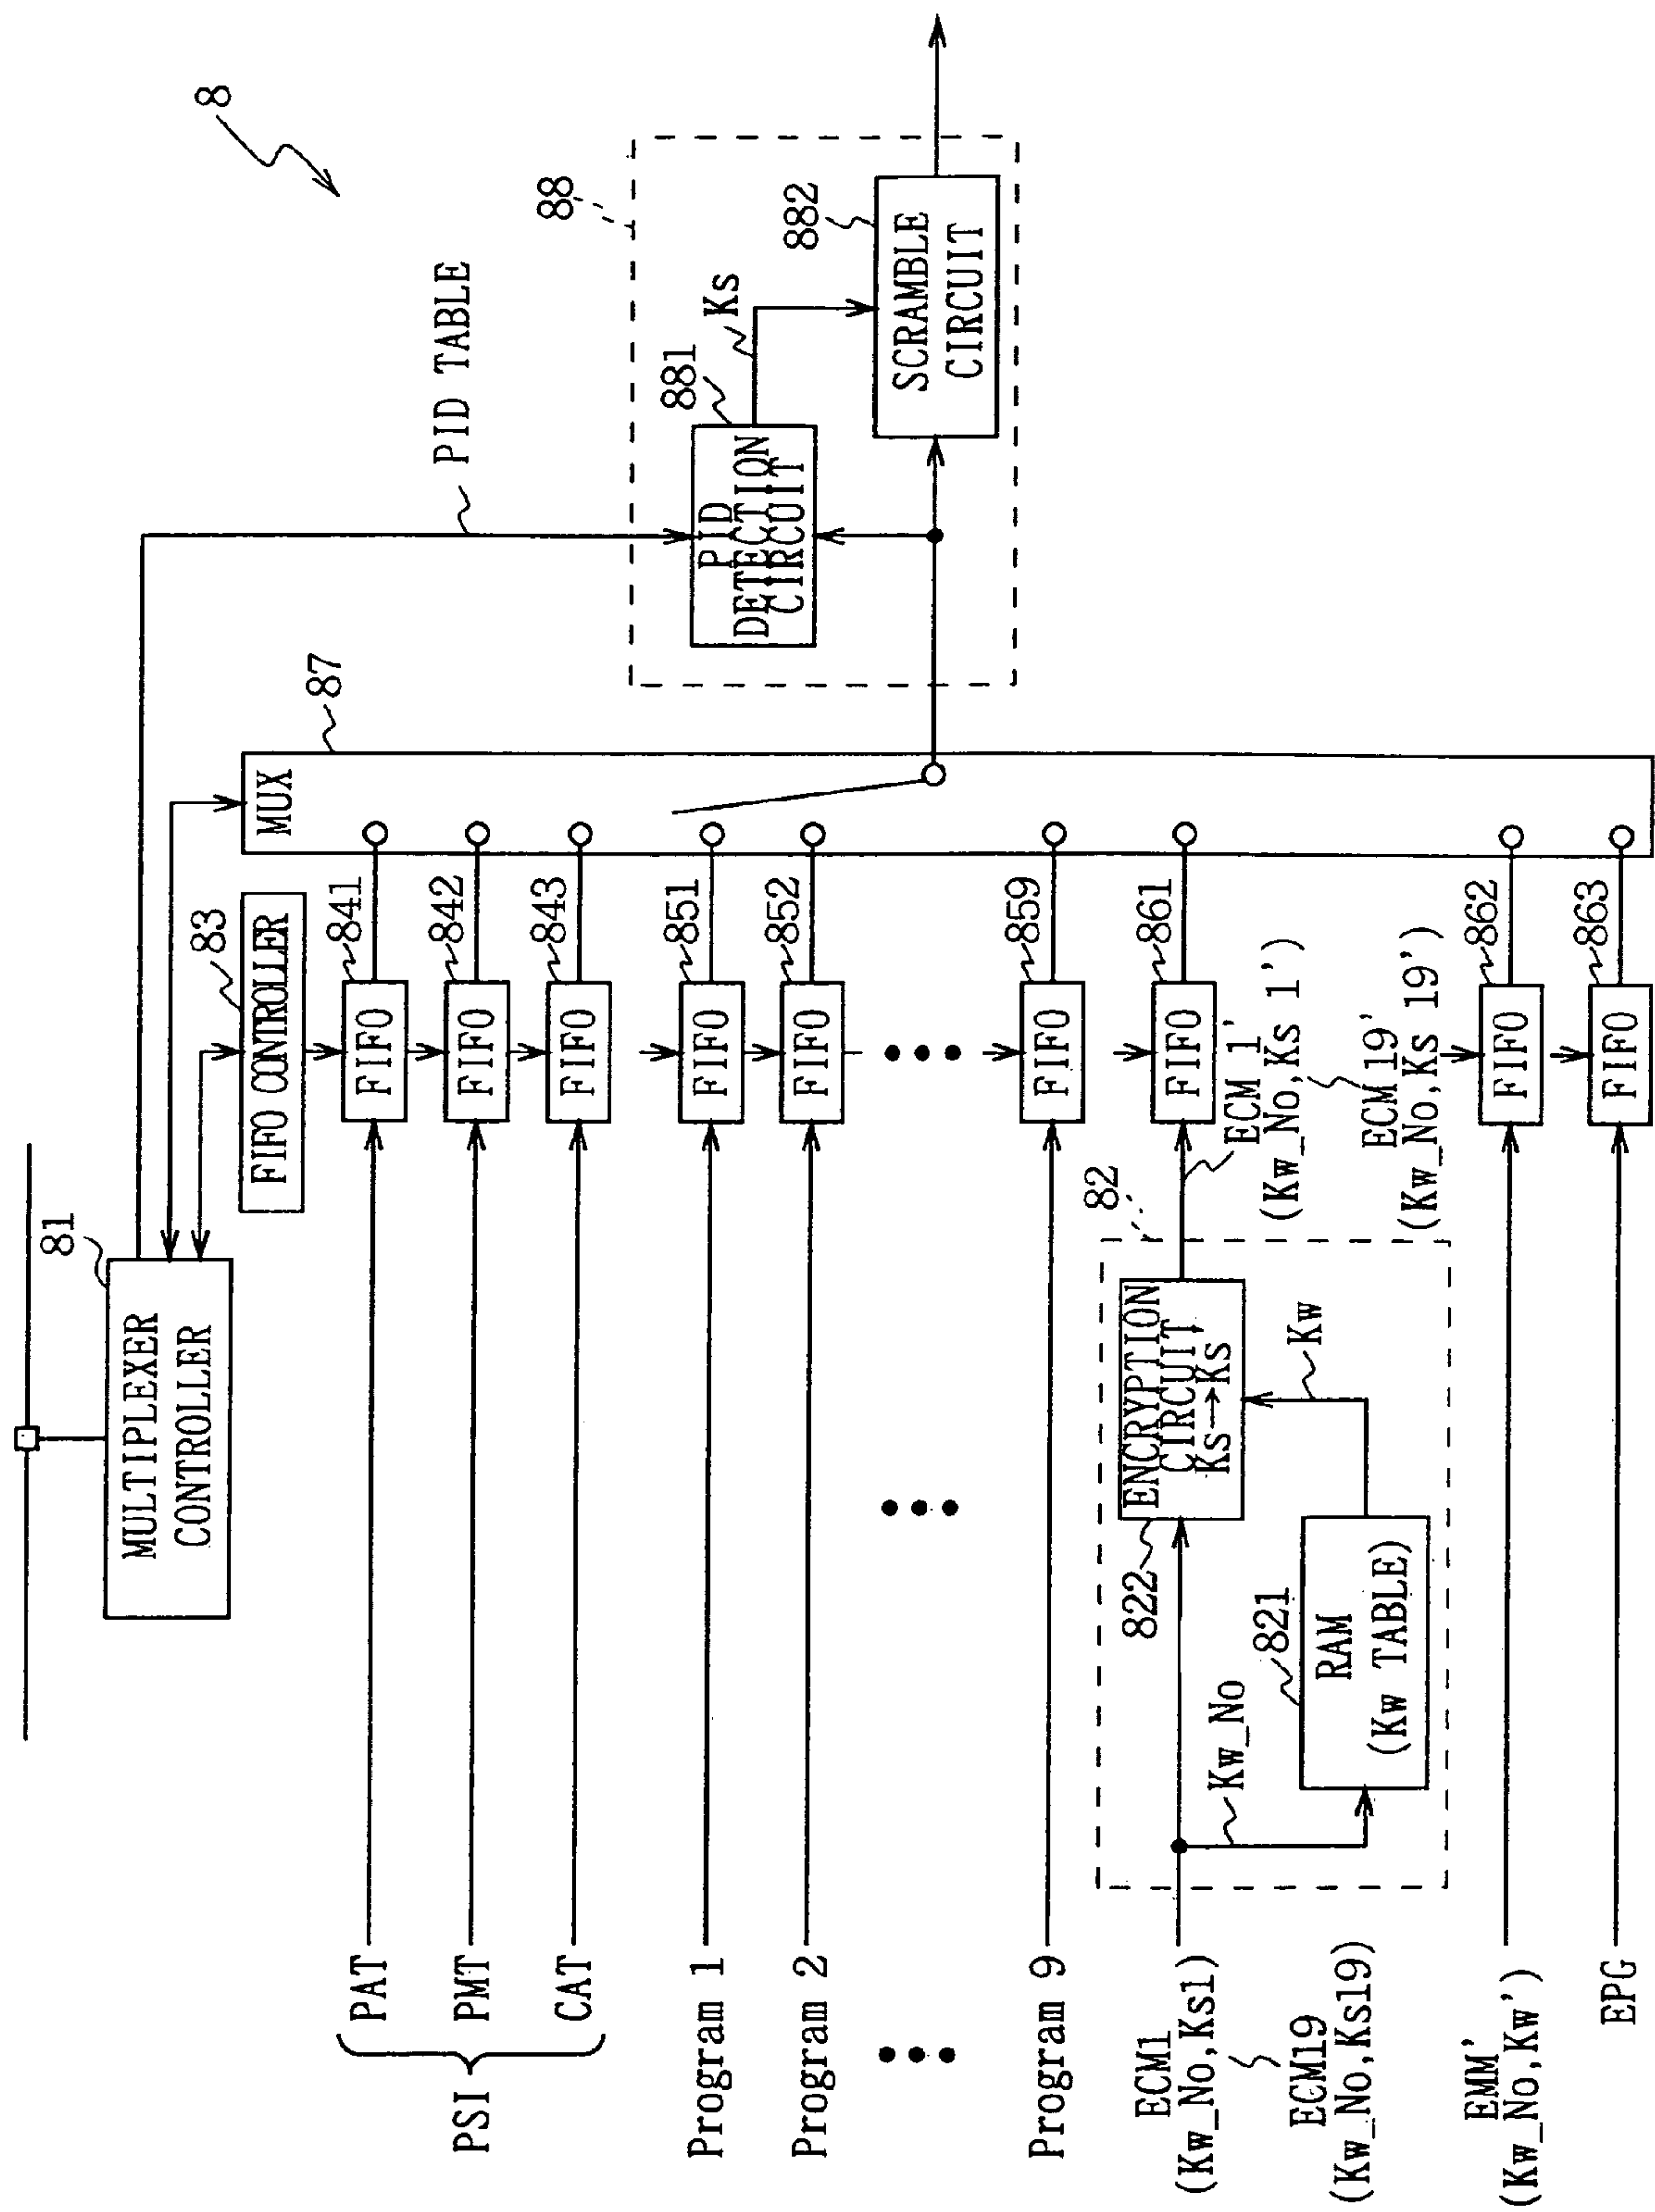 8
81
MULTIPLEXER
CONTROLLER
PID TABLE
83
FIFO CONTROLLER
87
MUX
88
881
PID
DETECTION
CIRCUIT
Ks
882
SCRAMBLE
CIRCUIT
PSI
PAT
FIFO
841
PMT
FIFO
842
CAT
FIFO
843
Program 1
FIFO
851
Program 2
FIFO
852
Program 9
FIFO
859
ECM1
(Kw_No,Ks1)
ECM19
(Kw_No,Ks19)
82
822
ENCRYPTION
CIRCUIT
Ks→Ks'
Kw_No
821
RAM
(Kw TABLE)
Kw
FIFO
861
ECM 1'
(Kw_No,Ks 1')
ECM 19'
(Kw_No,Ks 19')
EMM'
(Kw_No,Kw')
FIFO
862
EPG
FIFO
863